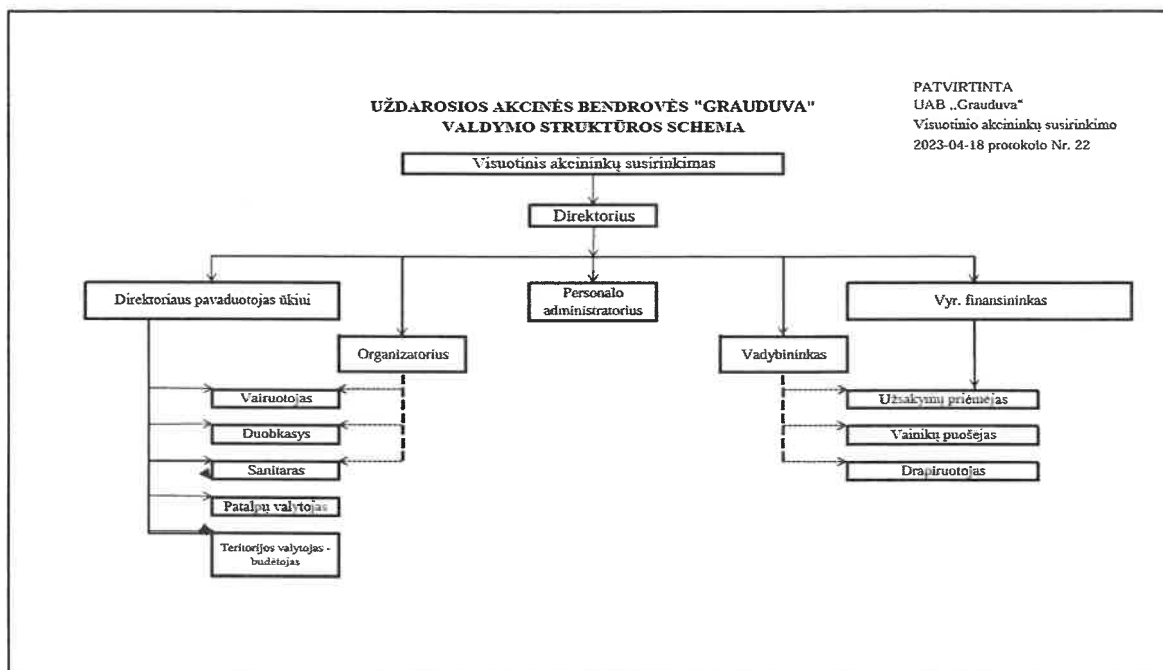 PATVIRTINTA
UAB „Grauduva“
Visuotinio akcininkų susirinkimo
2023-04-18 protokolo Nr. 22
UŽDAROSIOS AKCINĖS BENDROVĖS "GRAUDUVA"
VALDYMO STRUKTŪROS SCHEMA
Visuotinis akcininkų susirinkimas
Direktorius
Direktoriaus pavaduotojas ūkini
Personalo
administratorius
Vyr. finansininkas
Organizatorius
Vadybininkas
Vairuotojas
Duobkasys
Sanitaras
Patalpų valytojas
Teritorijos valytojas -
budėtojas
Užsakymų priėmėjas
Vainikų puošėjas
Drapiruotojas